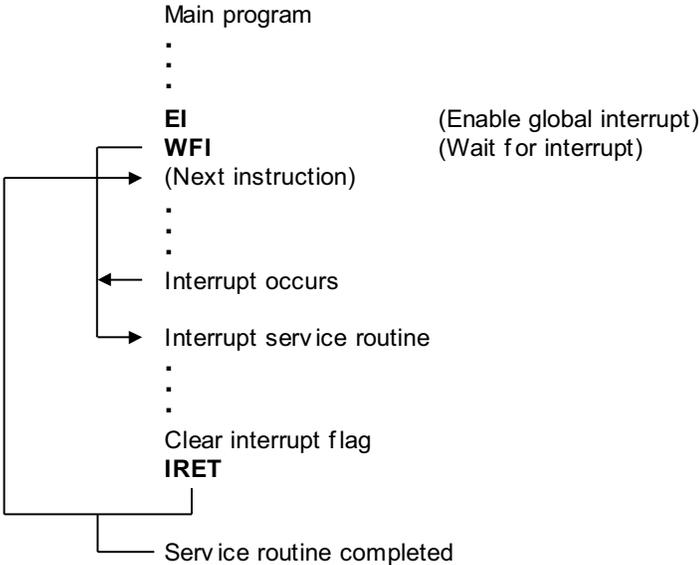 Main program
.
.
.
EI (Enable global interrupt)
WFI (Wait for interrupt)
(Next instruction)
.
.
.
Interrupt occurs
Interrupt service routine
.
.
.
Clear interrupt flag
IRET
Service routine completed